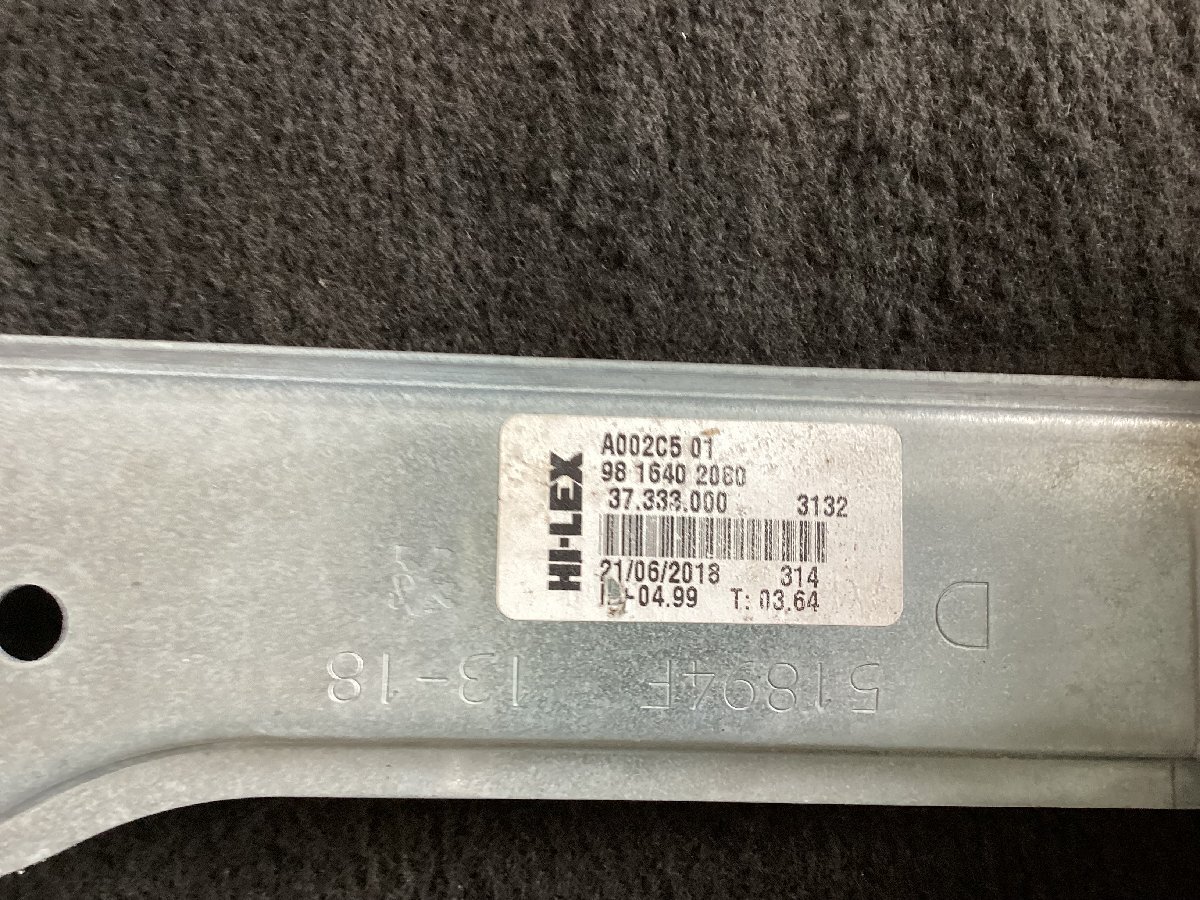 HI-LEX
A002C5 01
98 1640 2080
37.333.000 3132
21/06/2018 314
-04.99 T: 03.64
D
51894F 13-18